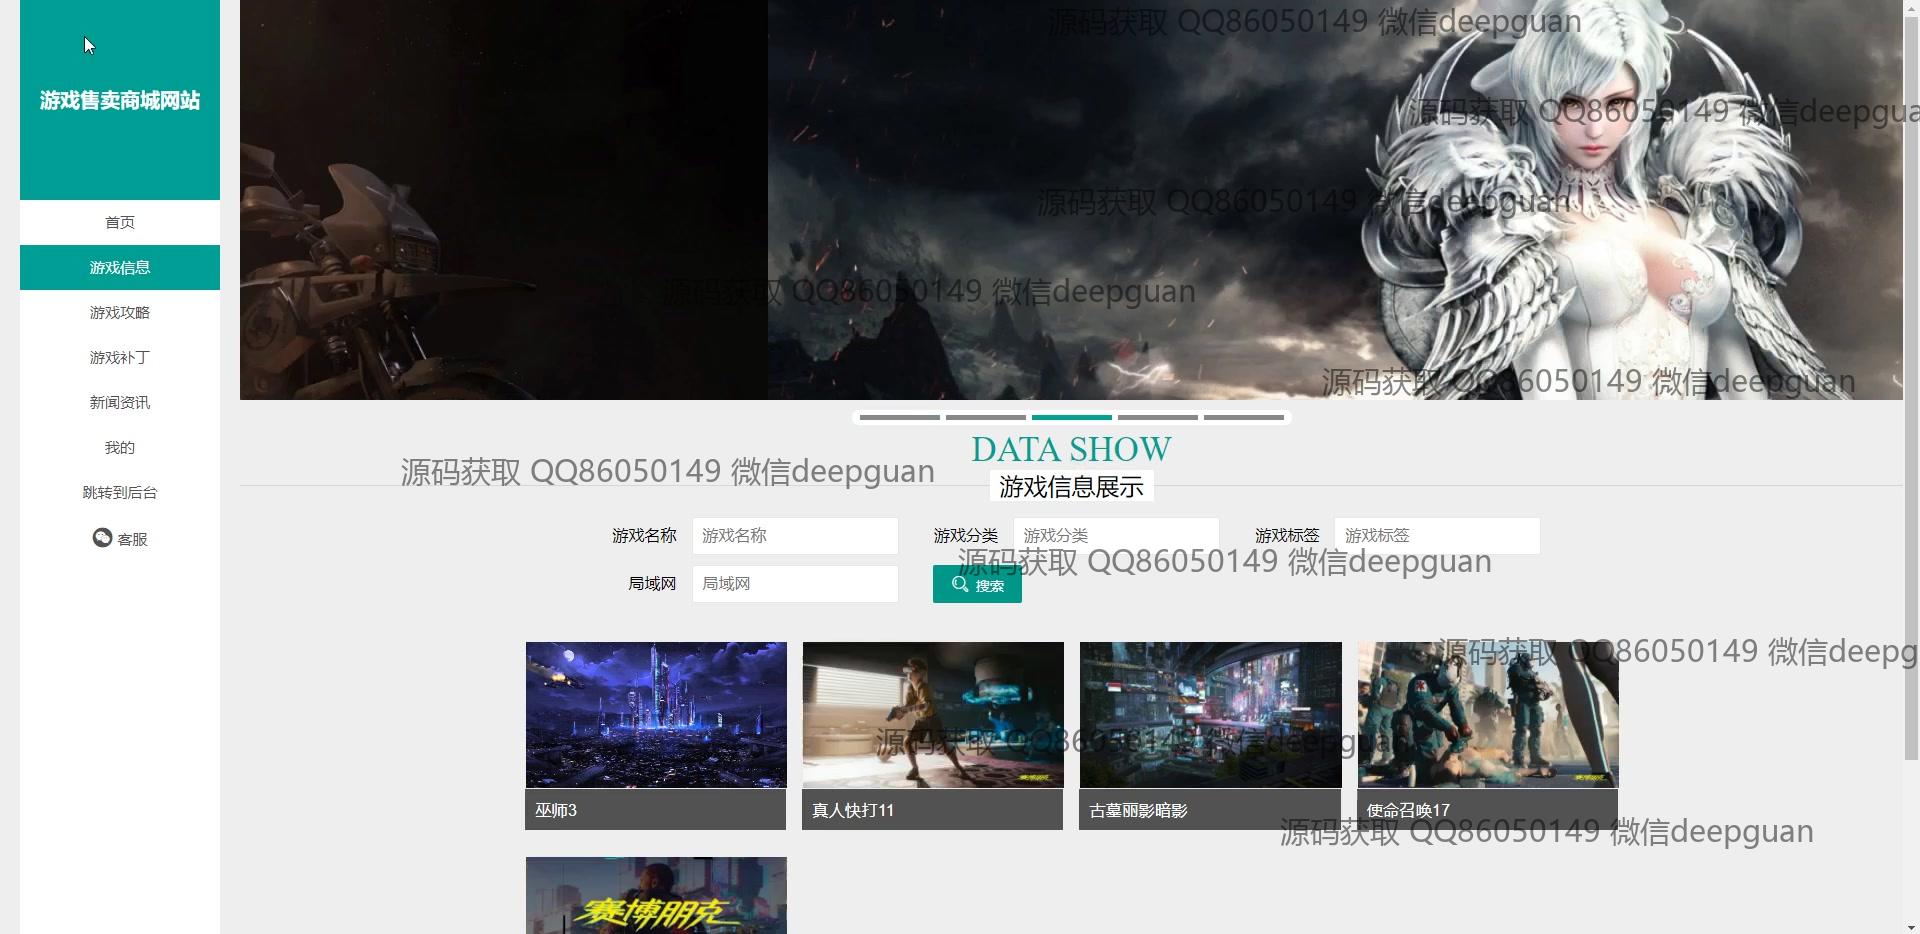 游戏售卖商城网站
首页
游戏信息
游戏攻略
游戏补丁
新闻资讯
我的
跳转到后台
客服
源码获取 QQ86050149 微信deepguan
源码获取 QQ86050149 微信deepgua
源码获取 QQ86050149 微信deepguan
源码获取 QQ86050149 微信deepguan
源码获取 QQ86050149 微信deepguan
DATA SHOW
源码获取 QQ86050149 微信deepguan
游戏信息展示
游戏名称 游戏名称 游戏分类 游戏分类 游戏标签 游戏标签
源码获取 QQ86050149 微信deepguan
局域网 局域网 搜索
源码获取 QQ86050149 微信deepg
源码获取 QQ86050149 微信deepguan
赛博朋克 赛博朋克
巫师3 真人快打11 古墓丽影暗影 使命召唤17
源码获取 QQ86050149 微信deepguan
赛博朋克